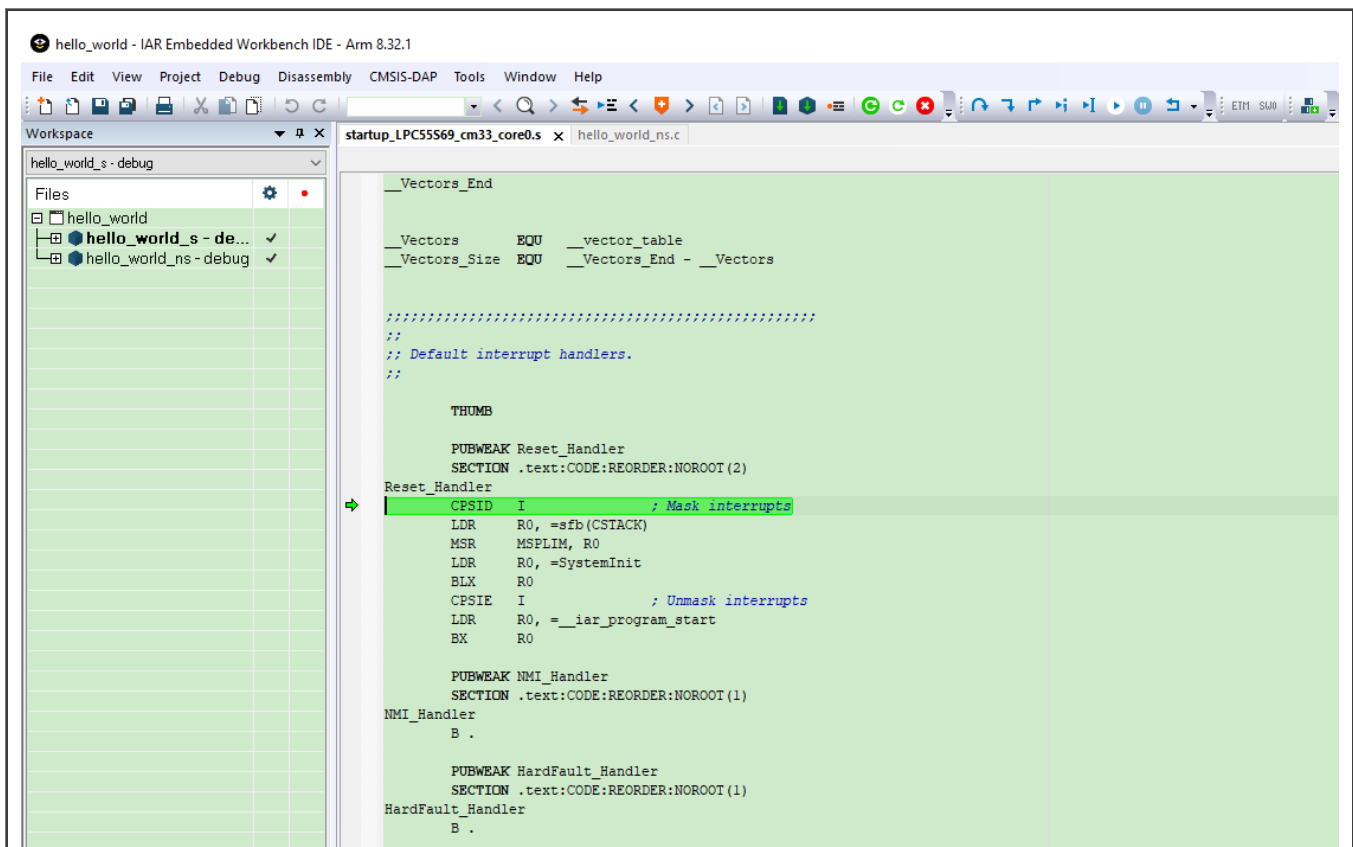 hello_world - IAR Embedded Workbench IDE - Arm 8.32.1
File Edit View Project Debug Disassembly CMSIS-DAP Tools Window Help
ETM SWO
Workspace
startup_LPC55S69_cm33_core0.s x hello_world_ns.c
hello_world_s - debug
Files
hello_world
hello_world_s - de...
hello_world_ns - debug
__Vectors_End
__Vectors EQU __vector_table
__Vectors_Size EQU __Vectors_End - __Vectors
;;;;;;;;;;;;;;;;;;;;;;;;;;;;;;;;;;;;;;;;;;;;;;;;;;;;
;;
;; Default interrupt handlers.
;;
THUMB
PUBWEAK Reset_Handler
SECTION .text:CODE:REORDER:NOROOT(2)
Reset_Handler
CPSID I ; Mask interrupts
LDR R0, =sfb(CSTACK)
MSR MSPLIM, R0
LDR R0, =SystemInit
BLX R0
CPSIE I ; Unmask interrupts
LDR R0, =__iar_program_start
BX R0
PUBWEAK NMI_Handler
SECTION .text:CODE:REORDER:NOROOT(1)
NMI_Handler
B .
PUBWEAK HardFault_Handler
SECTION .text:CODE:REORDER:NOROOT(1)
HardFault_Handler
B .